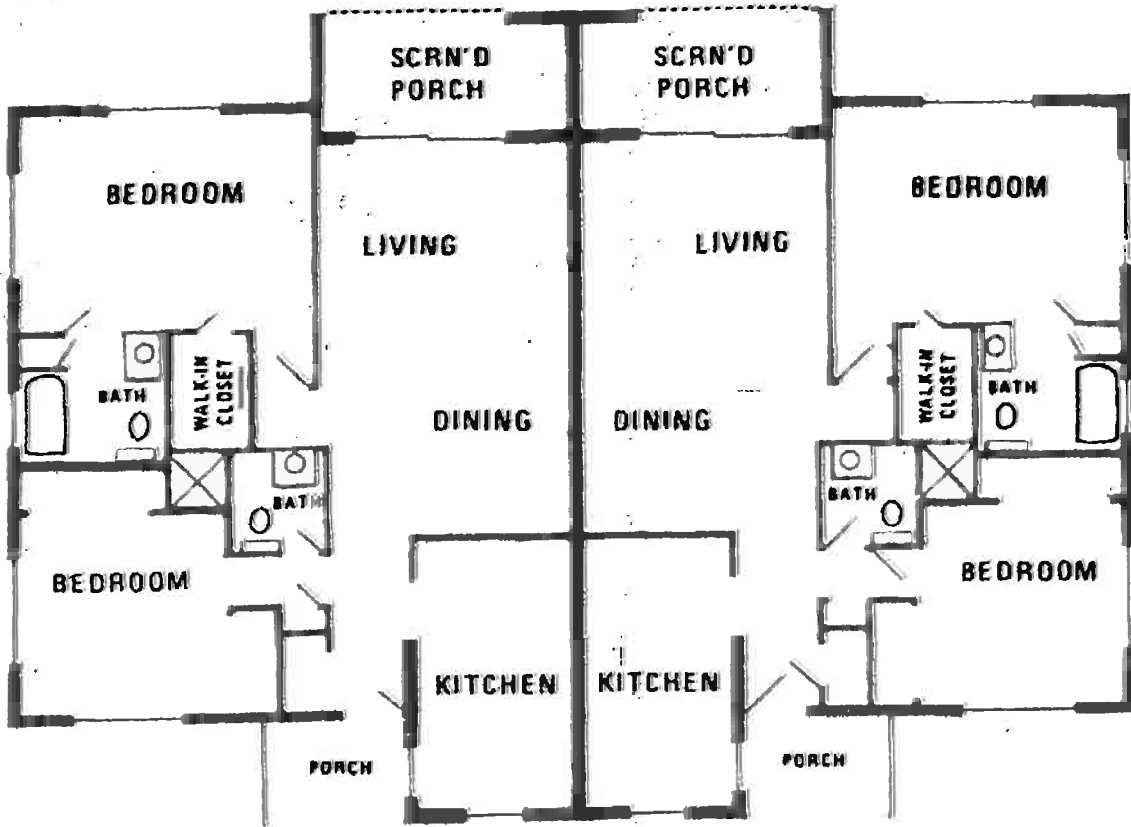 SCRN'D
PORCH
SCRN'D
PORCH
BEDROOM
BEDROOM
LIVING
LIVING
BATH
WALK-IN
CLOSET
WALK-IN
CLOSET
BATH
DINING
DINING
BATH
BATH
BEDROOM
BEDROOM
KITCHEN
KITCHEN
PORCH
PORCH